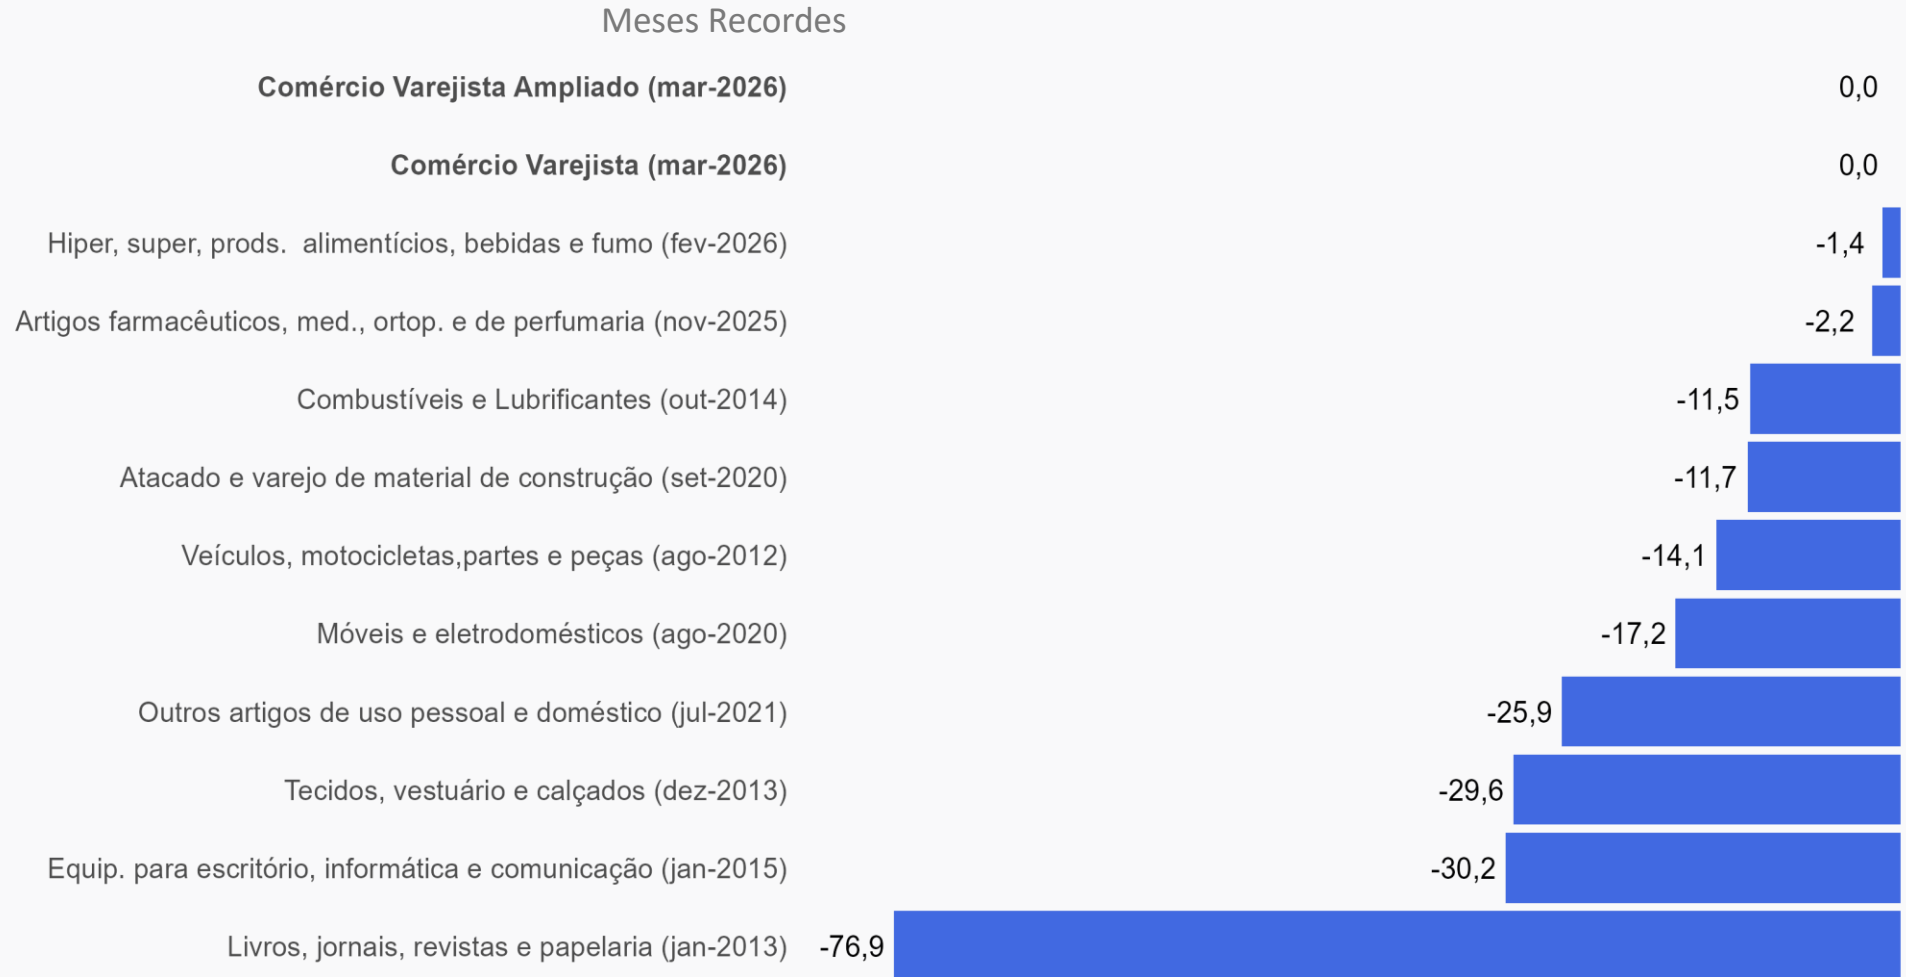 Meses Recordes
Comércio Varejista Ampliado (mar-2026) 0,0
Comércio Varejista (mar-2026) 0,0
Hiper, super, prods.  alimentícios, bebidas e fumo (fev-2026) -1,4
Artigos farmacêuticos, med., ortop. e de perfumaria (nov-2025) -2,2
Combustíveis e Lubrificantes (out-2014) -11,5
Atacado e varejo de material de construção (set-2020) -11,7
Veículos, motocicletas,partes e peças (ago-2012) -14,1
Móveis e eletrodomésticos (ago-2020) -17,2
Outros artigos de uso pessoal e doméstico (jul-2021) -25,9
Tecidos, vestuário e calçados (dez-2013) -29,6
Equip. para escritório, informática e comunicação (jan-2015) -30,2
Livros, jornais, revistas e papelaria (jan-2013) -76,9